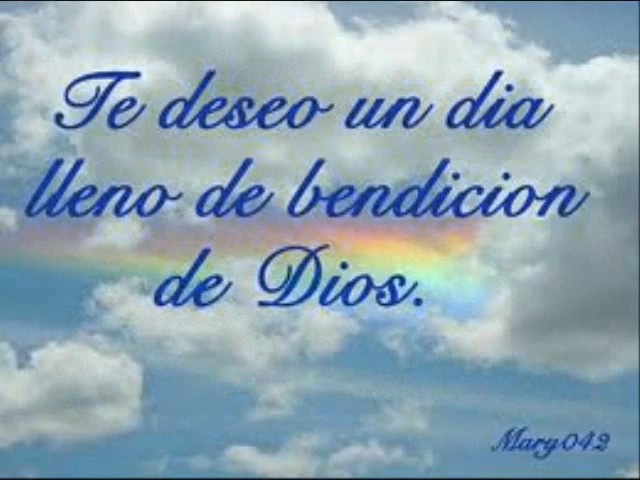 Te deseo un dia
lleno de bendicion
de Dios.
Mary042